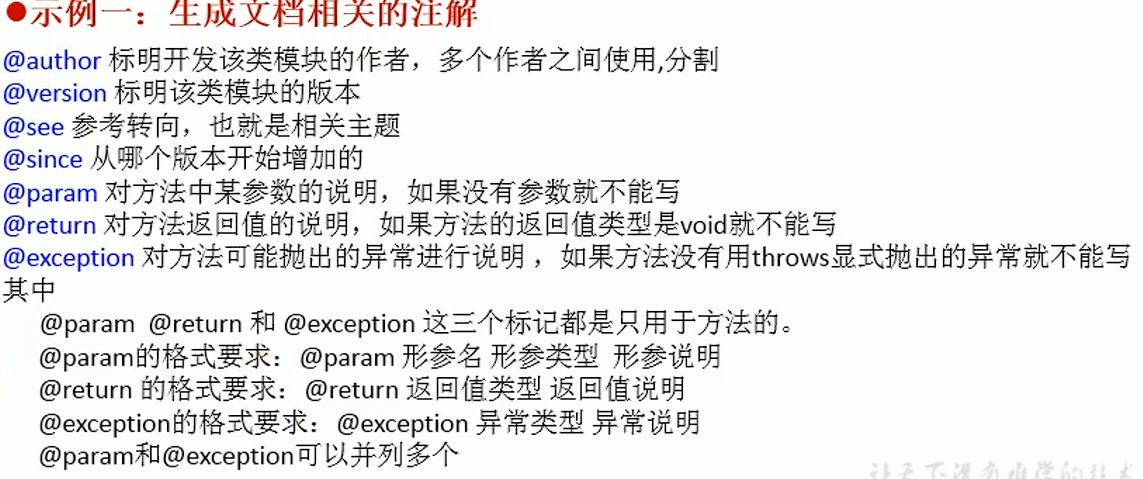 ●示例一：生成文档相关的注解
@author 标明开发该类模块的作者，多个作者之间使用,分割
@version 标明该类模块的版本
@see 参考转向，也就是相关主题
@since 从哪个版本开始增加的
@param 对方法中某参数的说明，如果没有参数就不能写
@return 对方法返回值的说明，如果方法的返回值类型是void就不能写
@exception 对方法可能抛出的异常进行说明 ，如果方法没有用throws显式抛出的异常就不能写
其中
@param @return 和 @exception 这三个标记都是只用于方法的。
@param的格式要求：@param 形参名 形参类型 形参说明
@return 的格式要求：@return 返回值类型 返回值说明
@exception的格式要求：@exception 异常类型 异常说明
@param和@exception可以并列多个
让天下没有难学的技术